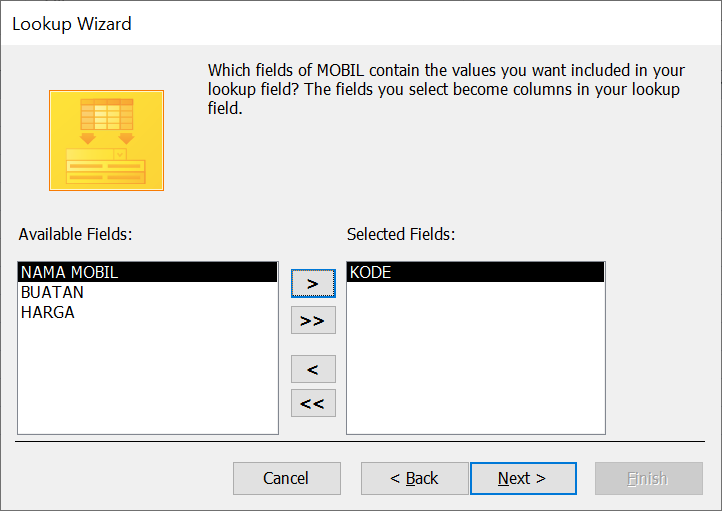 Lookup Wizard
Which fields of MOBIL contain the values you want included in your
lookup field? The fields you select become columns in your lookup
field.
Available Fields:
Selected Fields:
NAMA MOBIL
BUATAN
HARGA
>
>>
<
<<
KODE
Cancel
< Back
Next >
Finish